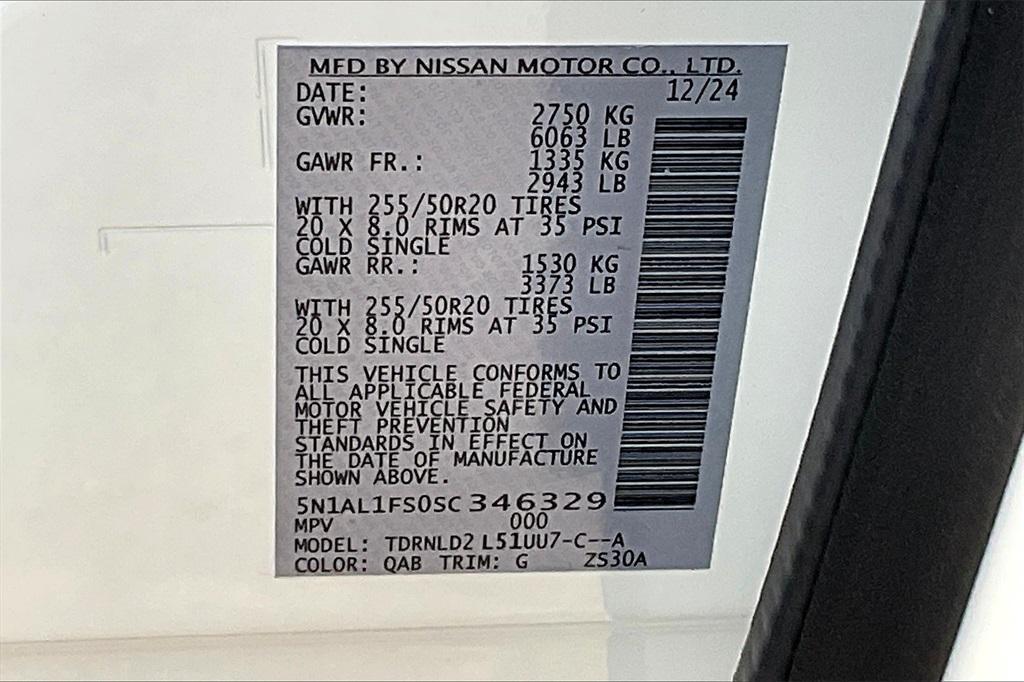 MFD BY NISSAN MOTOR CO., LTD.
DATE: 12/24
GVWR: 2750 KG
6063 LB
GAWR FR.: 1335 KG
2943 LB
WITH 255/50R20 TIRES
20 X 8.0 RIMS AT 35 PSI
COLD SINGLE
GAWR RR.: 1530 KG
3373 LB
WITH 255/50R20 TIRES
20 X 8.0 RIMS AT 35 PSI
COLD SINGLE
THIS VEHICLE CONFORMS TO
ALL APPLICABLE FEDERAL
MOTOR VEHICLE SAFETY AND
THEFT PREVENTION
STANDARDS IN EFFECT ON
THE DATE OF MANUFACTURE
SHOWN ABOVE.
5N1AL1FS0SC346329
MPV 000
MODEL: TDRNLD2 L51UU7-C--A
COLOR: QAB TRIM: G ZS30A